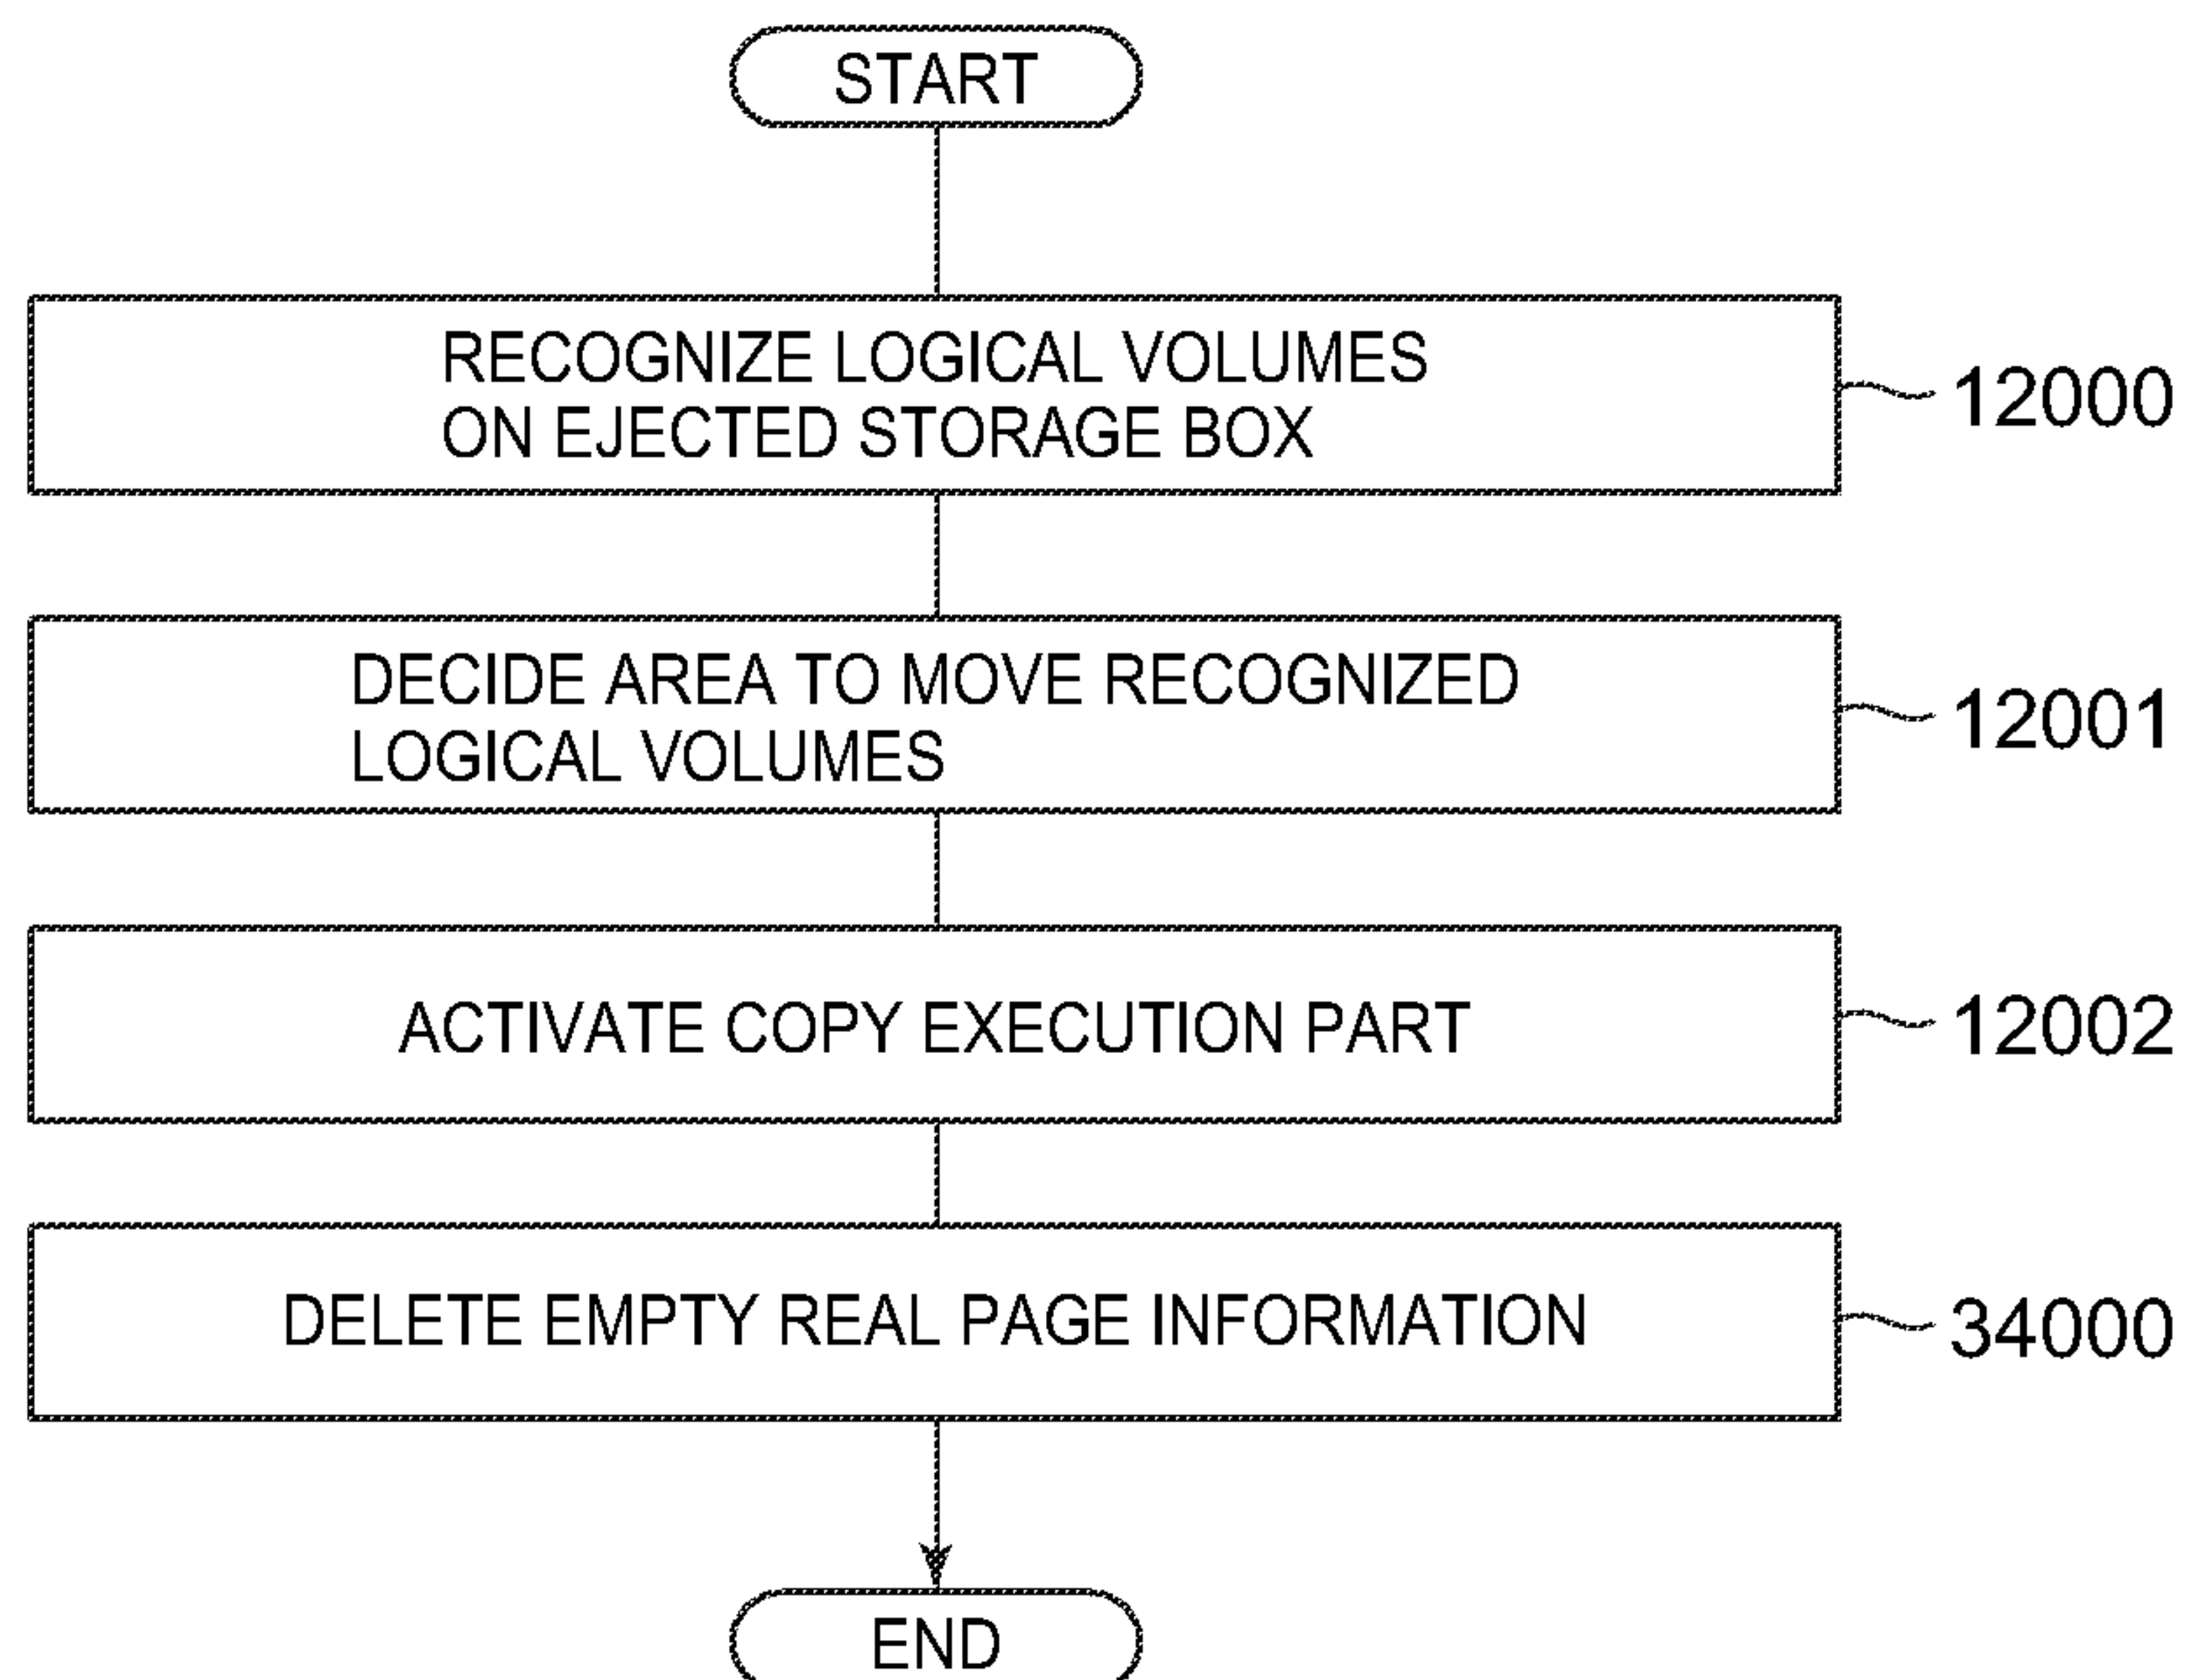 START
RECOGNIZE LOGICAL VOLUMES
ON EJECTED STORAGE BOX
12000
DECIDE AREA TO MOVE RECOGNIZED
LOGICAL VOLUMES
12001
ACTIVATE COPY EXECUTION PART
12002
DELETE EMPTY REAL PAGE INFORMATION
34000
END